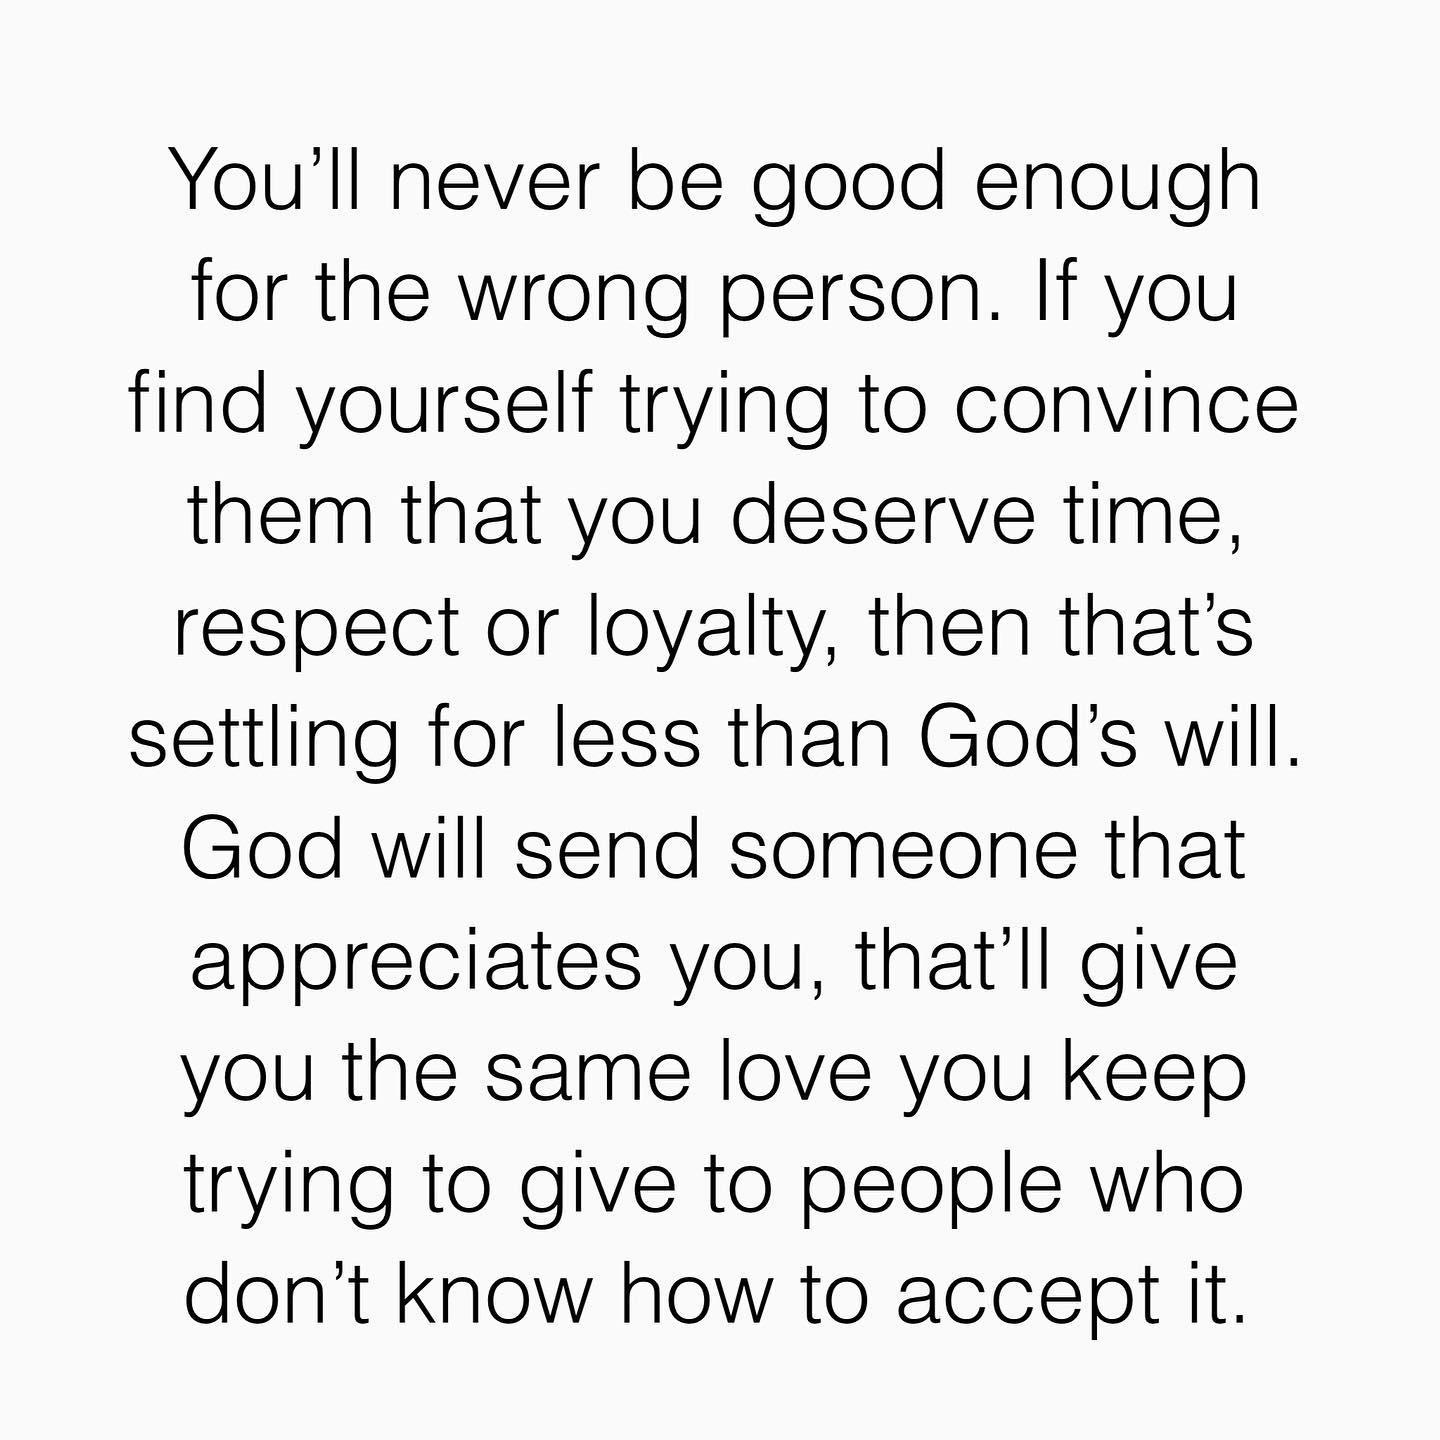 You’ll never be good enough
for the wrong person. If you
find yourself trying to convince
them that you deserve time,
respect or loyalty, then that’s
settling for less than God’s will.
God will send someone that
appreciates you, that’ll give
you the same love you keep
trying to give to people who
don’t know how to accept it.